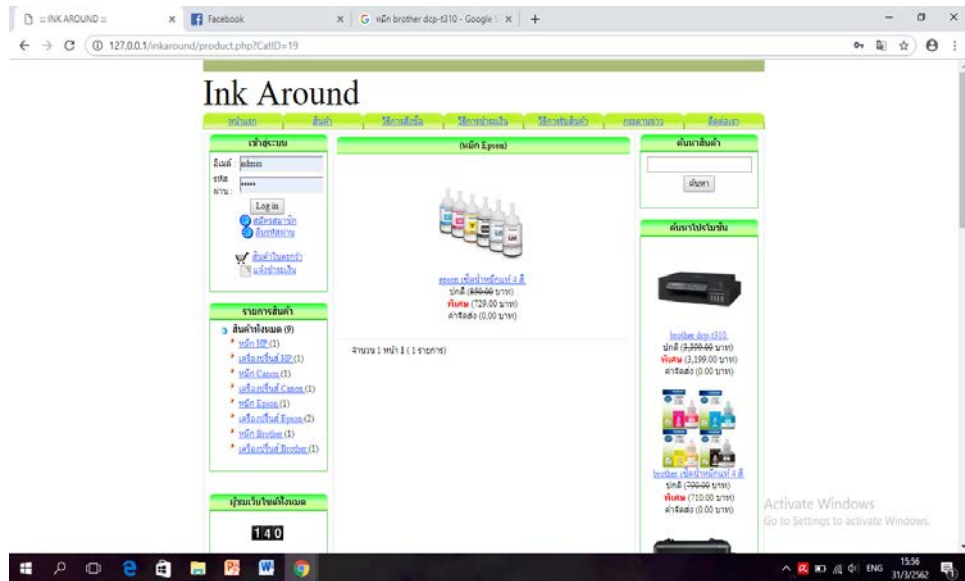 :: INK AROUND ::
Facebook
หมึก brother dcp-t310 - Google
127.0.0.1/inkaround/product.php?CatID=19
Ink Around
หน้าแรก
สินค้า
วิธีการสั่งซื้อ
วิธีการชำระเงิน
วิธีการรับสินค้า
กระดานข่าว
ติดต่อเรา
เข้าสู่ระบบ
อีเมล์ : admin
รหัส
ผ่าน :
Log in
สมัครสมาชิก
ลืมรหัสผ่าน
สินค้าในตะกร้า
แจ้งชำระเงิน
รายการสินค้า
สินค้าทั้งหมด (9)
หมึก HP (1)
เครื่องปริ้นส์ HP (1)
หมึก Canon (1)
เครื่องปริ้นส์ Canon (1)
หมึก Epson (1)
เครื่องปริ้นส์ Epson (2)
หมึก Brother (1)
เครื่องปริ้นส์ Brother (1)
ผู้ชมเว็บไซต์ทั้งหมด
140
(หมึก Epson)
epson เซ็ตน้ำหมึกแท้ 4 สี
ปกติ (850.00 บาท)
พิเศษ (729.00 บาท)
ค่าจัดส่ง (0.00 บาท)
จำนวน 1 หน้า 1 ( 1 รายการ)
ค้นหาสินค้า
ค้นหา
ค้นหาโปรโมชั่น
brother dcp-t310
ปกติ (3,399.00 บาท)
พิเศษ (3,199.00 บาท)
ค่าจัดส่ง (0.00 บาท)
brother เซ็ตน้ำหมึกแท้ 4 สี
ปกติ (790.00 บาท)
พิเศษ (710.00 บาท)
ค่าจัดส่ง (0.00 บาท)
Activate Windows
Go to Settings to activate Windows.
ENG
15:56
31/3/2562